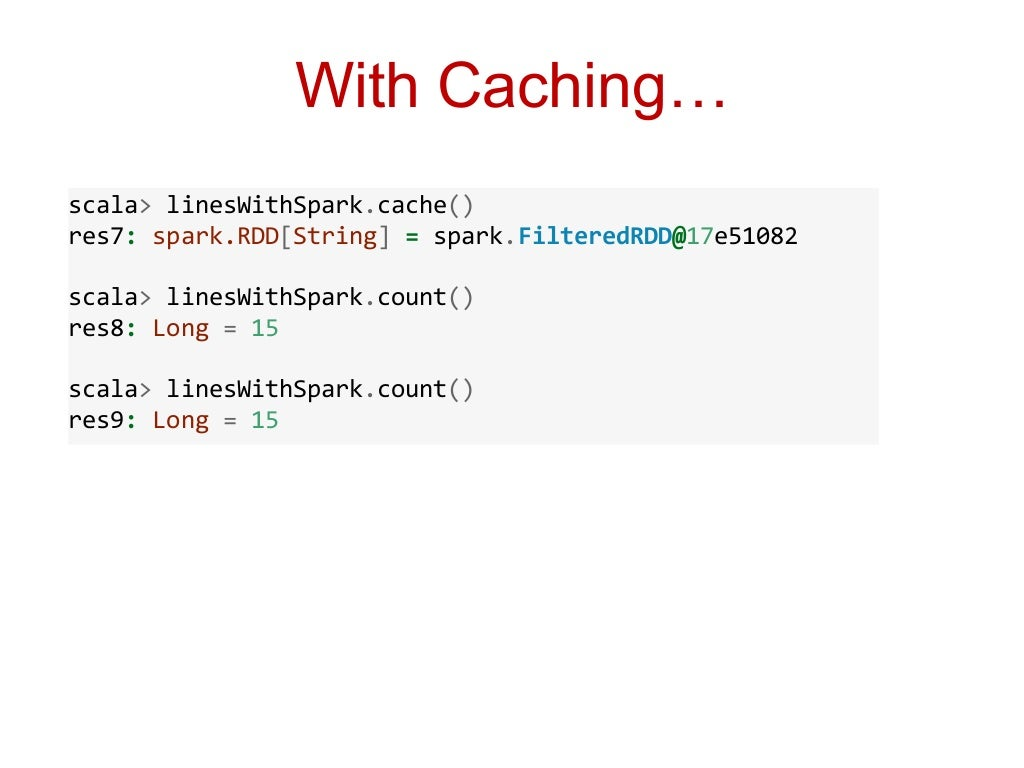 With Caching…
scala> linesWithSpark.cache()
res7: spark.RDD[String] = spark.FilteredRDD@17e51082
scala> linesWithSpark.count()
res8: Long = 15
scala> linesWithSpark.count()
res9: Long = 15